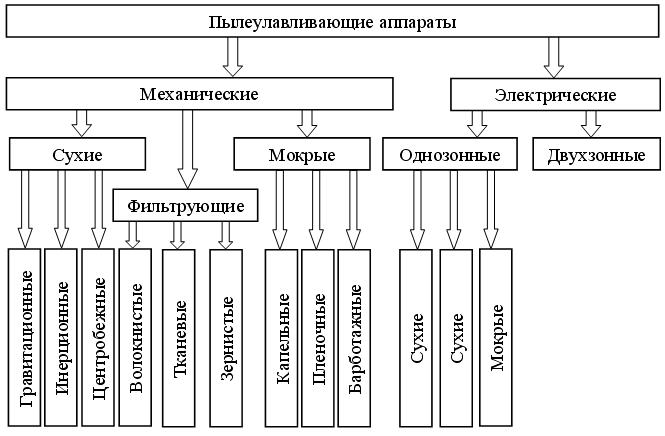 Пылеулавливающие аппараты
Механические
Электрические
Сухие
Мокрые
Однозонные
Двухзонные
Фильтрующие
Гравитационные
Инерционные
Центробежные
Волокнистые
Тканевые
Зернистые
Капельные
Пленочные
Барботажные
Сухие
Сухие
Мокрые